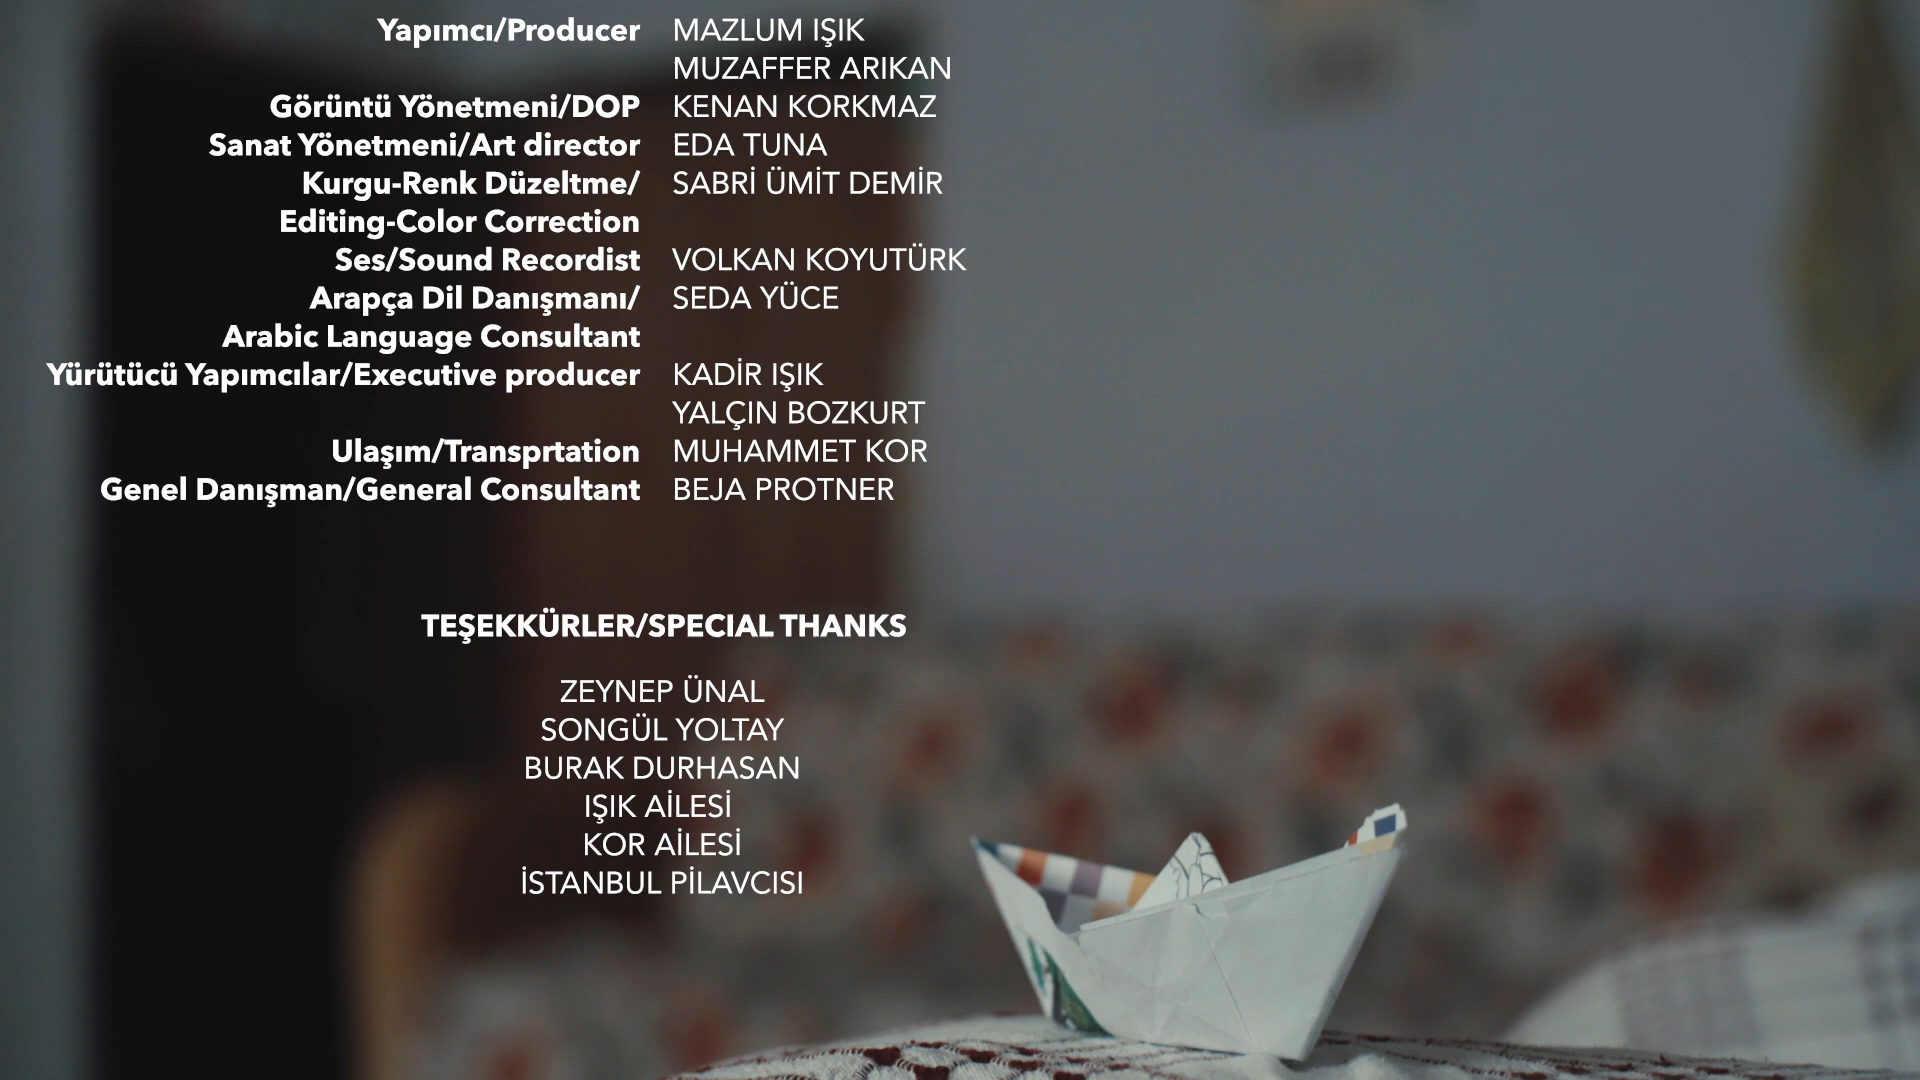 Yapımcı/Producer MAZLUM IŞIK
MUZAFFER ARIKAN
Görüntü Yönetmeni/DOP KENAN KORKMAZ
Sanat Yönetmeni/Art director EDA TUNA
Kurgu-Renk Düzeltme/ SABRİ ÜMİT DEMİR
Editing-Color Correction
Ses/Sound Recordist VOLKAN KOYUTÜRK
Arapça Dil Danışmanı/ SEDA YÜCE
Arabic Language Consultant
Yürütücü Yapımcılar/Executive producer KADİR IŞIK
YALÇIN BOZKURT
Ulaşım/Transprtation MUHAMMET KOR
Genel Danışman/General Consultant BEJA PROTNER
TEŞEKKÜRLER/SPECIAL THANKS
ZEYNEP ÜNAL
SONGÜL YOLTAY
BURAK DURHASAN
IŞIK AİLESİ
KOR AİLESİ
İSTANBUL PİLAVCISI